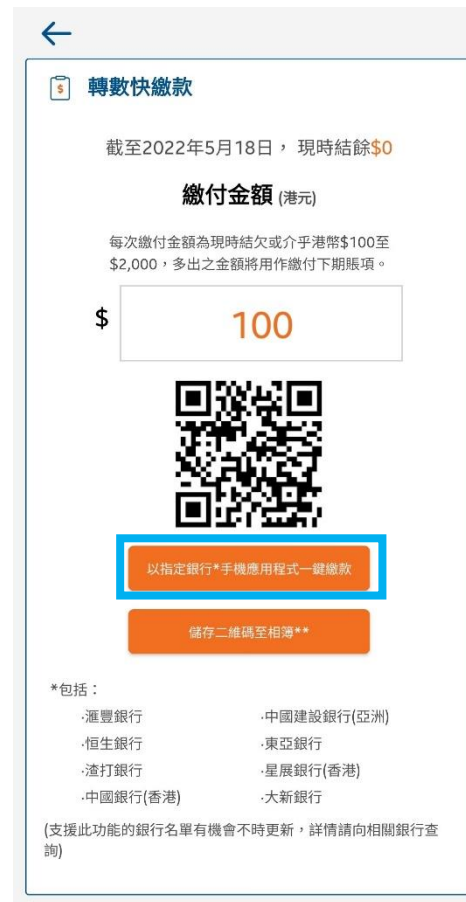 轉數快繳款
截至2022年5月18日，現時結餘$0
繳付金額 (港元)
每次繳付金額為現時結欠或介乎港幣$100至
$2,000，多出之金額將用作繳付下期賬項。
$ 100
以指定銀行*手機應用程式一鍵繳款
儲存二維碼至相簿**
*包括：
·滙豐銀行 ·中國建設銀行(亞洲)
·恒生銀行 ·東亞銀行
·渣打銀行 ·星展銀行(香港)
·中國銀行(香港) ·大新銀行
(支援此功能的銀行名單有機會不時更新，詳情請向相關銀行查
詢)